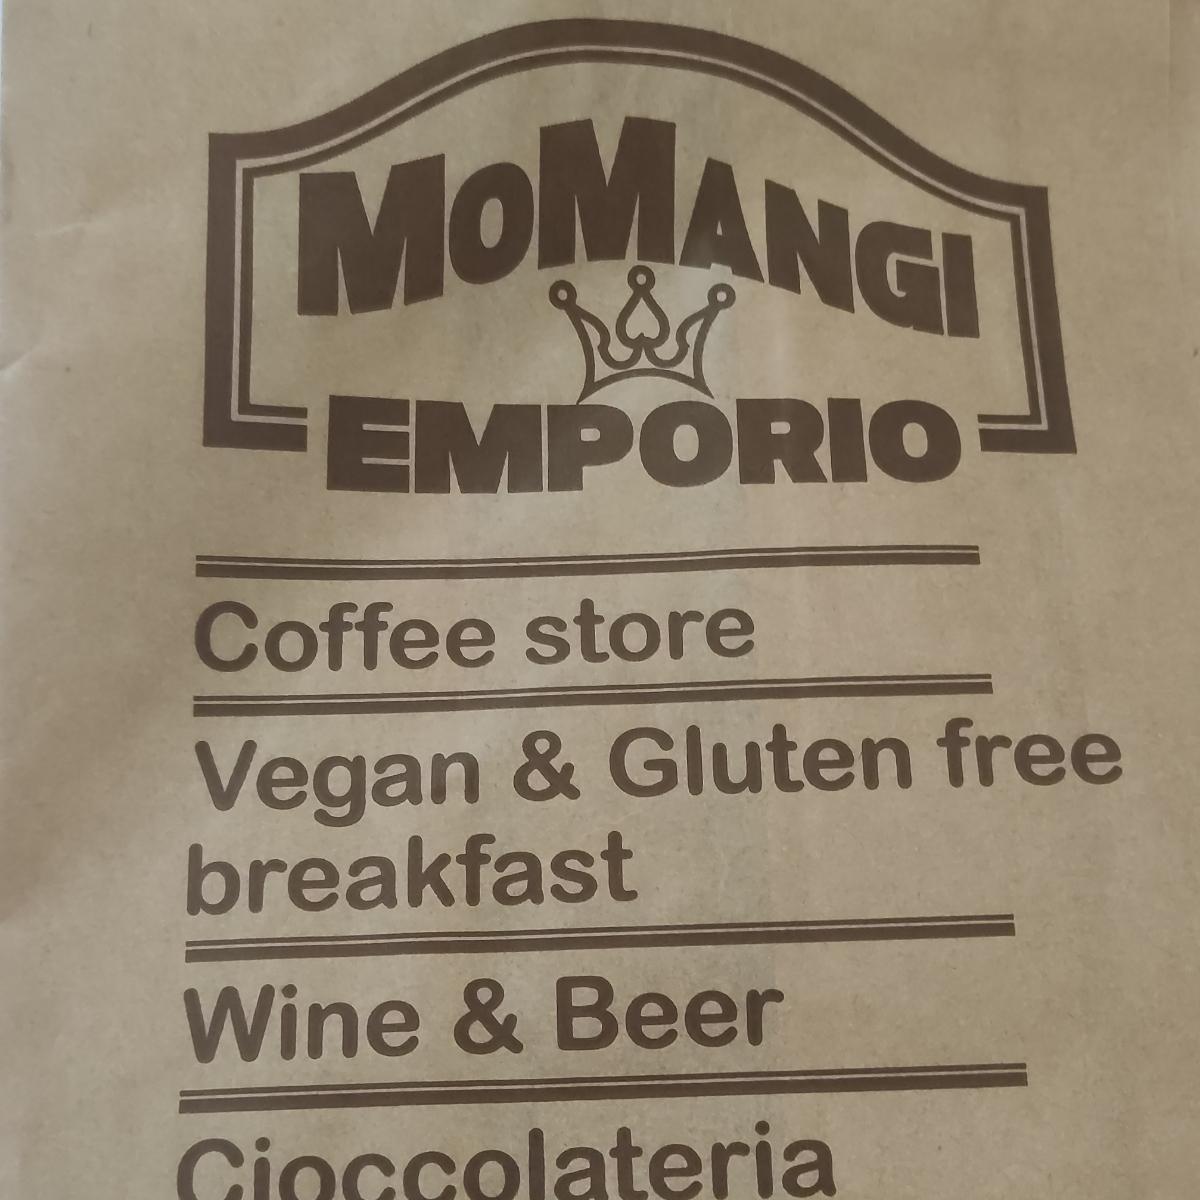 MOMANGI
EMPORIO
Coffee store
Vegan & Gluten free
breakfast
Wine & Beer
Cioccolateria